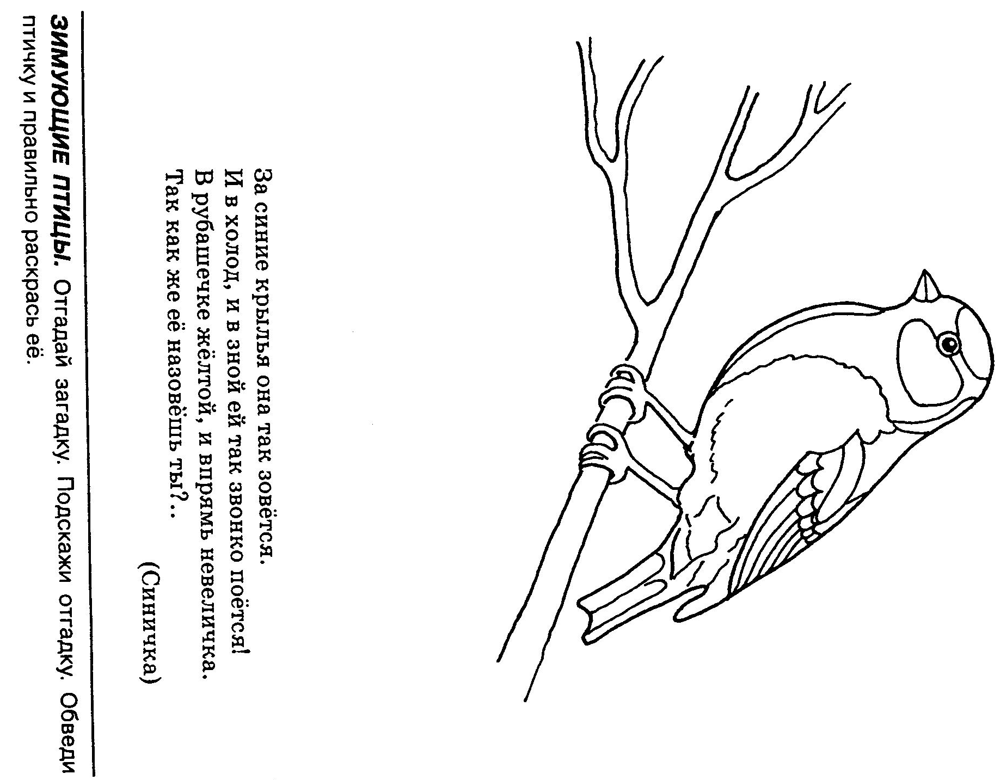 За синие крылья она так зовётся.
И в холод, и в зной ей так звонко поётся!
В рубашечке жёлтой, и впрямь невеличка.
Так как же её назовёшь ты?..
(Синичка)
ЗИМУЮЩИЕ ПТИЦЫ. Отгадай загадку. Подскажи отгадку. Обведи
птичку и правильно раскрась её.